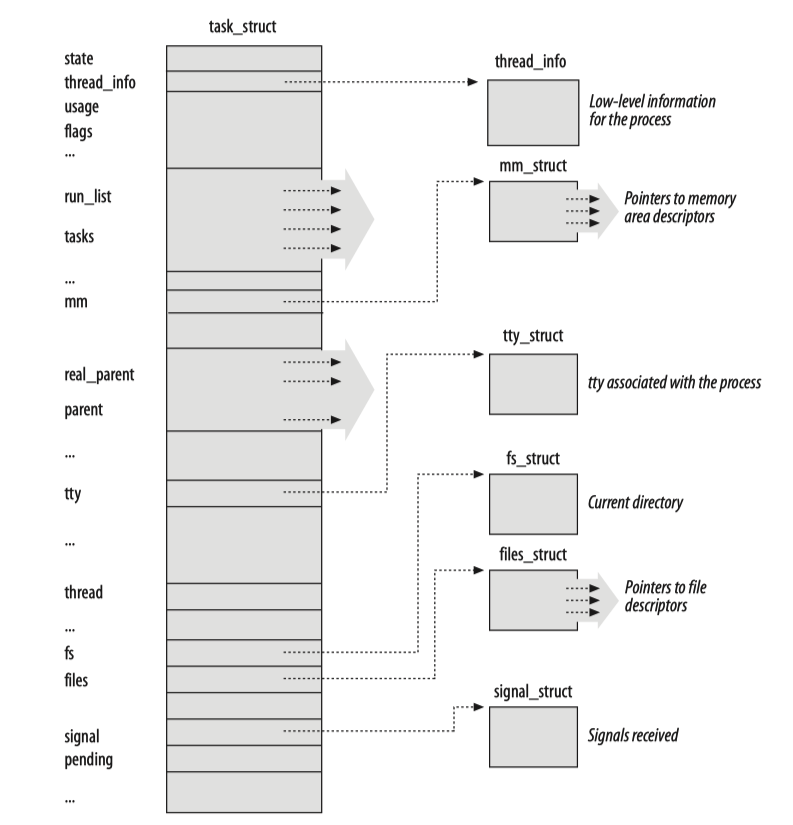 task_struct
state
thread_info
usage
flags
...
run_list
tasks
...
mm
real_parent
parent
...
tty
...
thread
...
fs
files
signal
pending
...
thread_info
Low-level information
for the process
mm_struct
Pointers to memory
area descriptors
tty_struct
tty associated with the process
fs_struct
Current directory
files_struct
Pointers to file
descriptors
signal_struct
Signals received